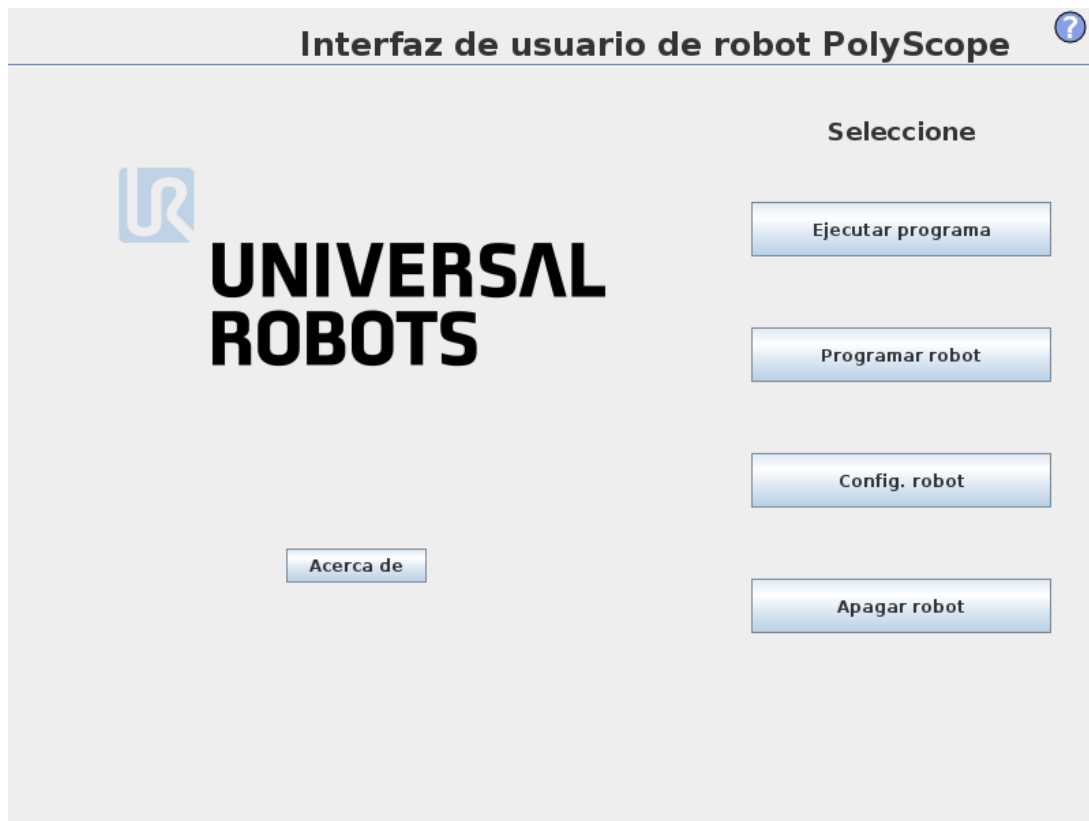 Interfaz de usuario de robot PolyScope
?
Seleccione
UR
UNIVERSAL
ROBOTS
Ejecutar programa
Programar robot
Config. robot
Acerca de
Apagar robot